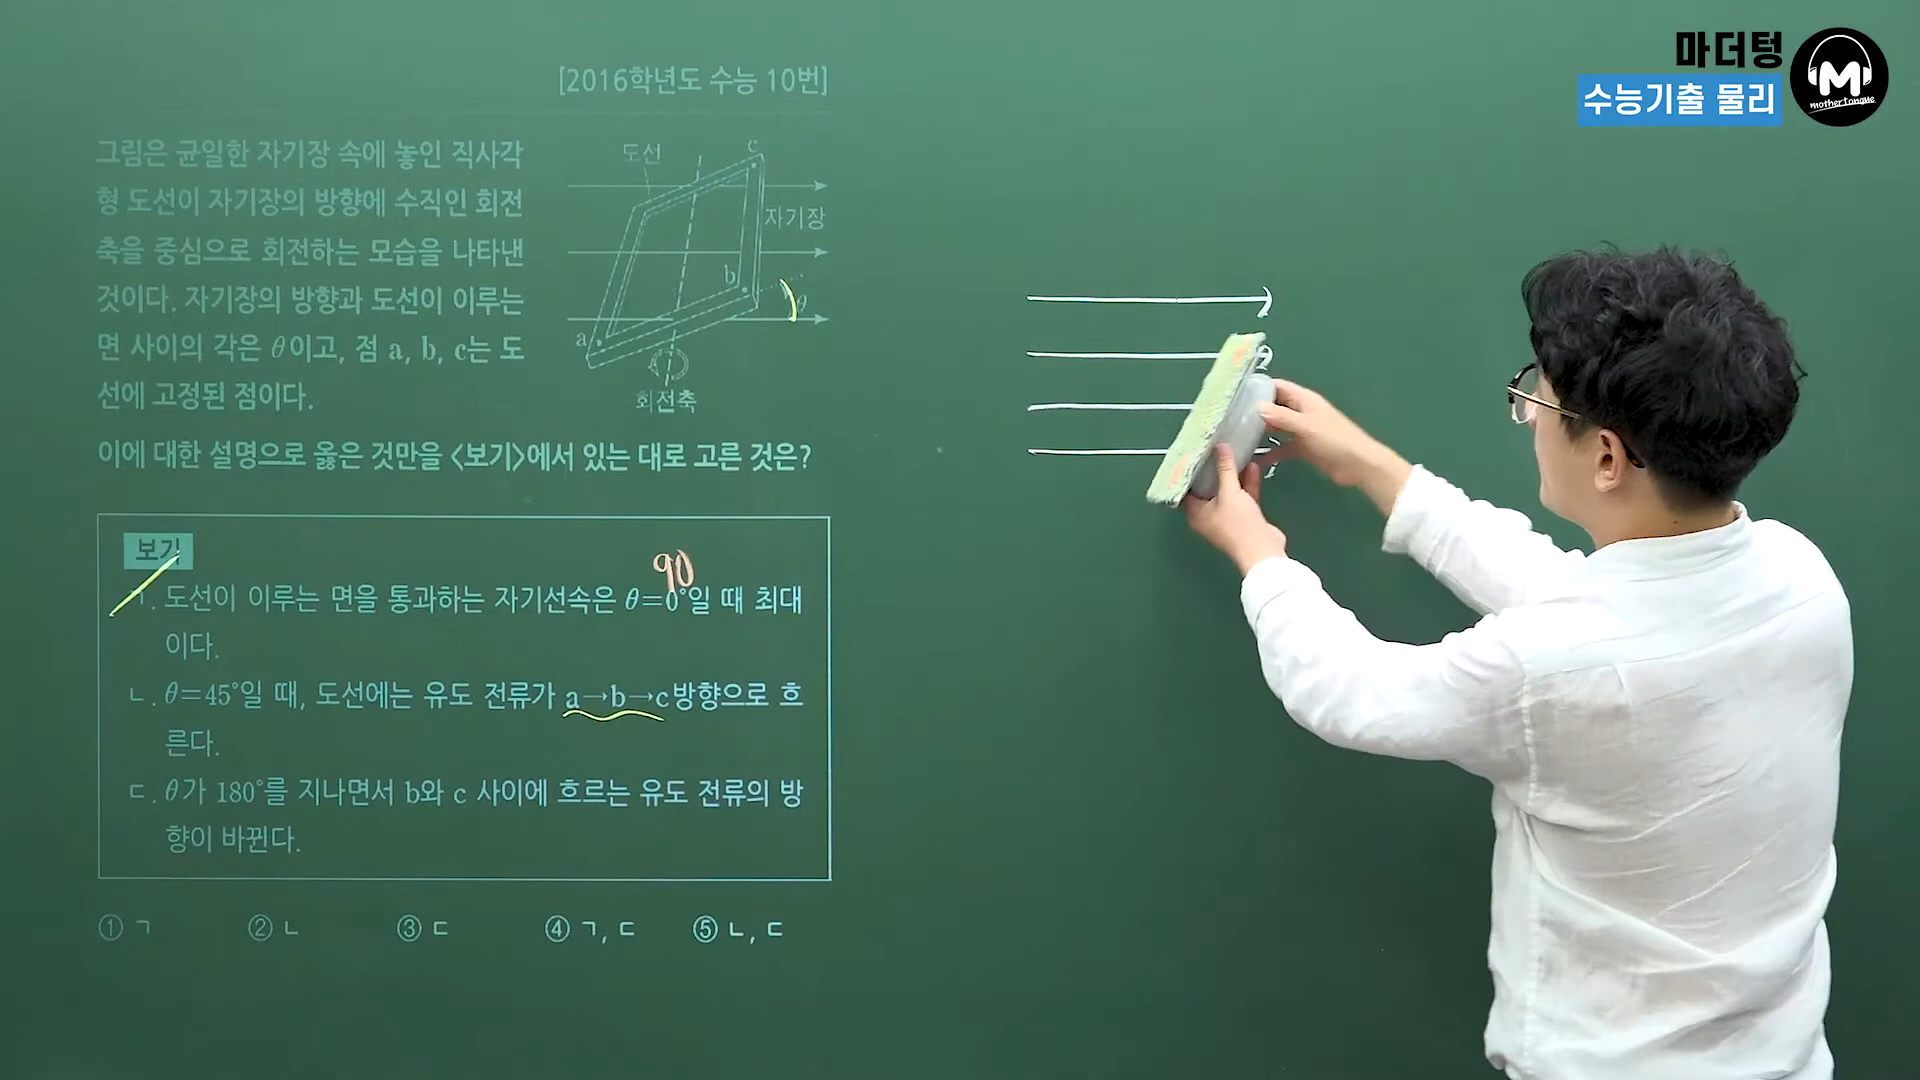 마더텅
수능기출 물리
M
mothertongue
[2016학년도 수능 10번]
그림은 균일한 자기장 속에 놓인 직사각
형 도선이 자기장의 방향에 수직인 회전
축을 중심으로 회전하는 모습을 나타낸
것이다. 자기장의 방향과 도선이 이루는
면 사이의 각은 θ이고, 점 a, b, c는 도
선에 고정된 점이다.
도선
c
자기장
b
θ
a
회전축
이에 대한 설명으로 옳은 것만을 <보기>에서 있는 대로 고른 것은?
보기
90
ㄱ. 도선이 이루는 면을 통과하는 자기선속은 θ=0°일 때 최대
이다.
ㄴ. θ=45°일 때, 도선에는 유도 전류가 a→b→c방향으로 흐
른다.
ㄷ. θ가 180°를 지나면서 b와 c 사이에 흐르는 유도 전류의 방
향이 바뀐다.
① ㄱ ② ㄴ ③ ㄷ ④ ㄱ, ㄷ ⑤ ㄴ, ㄷ